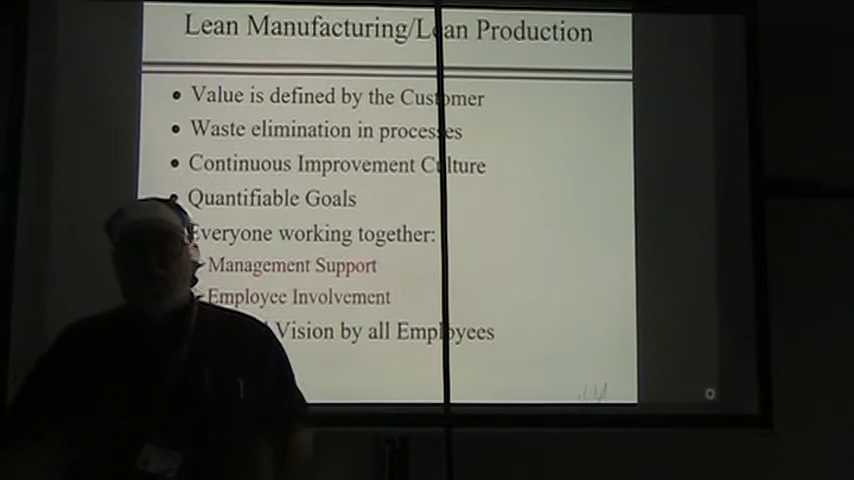 Lean Manufacturing/Lean Production
• Value is defined by the Customer
• Waste elimination in processes
• Continuous Improvement Culture
• Quantifiable Goals
Everyone working together:
Management Support
Employee Involvement
Vision by all Employees